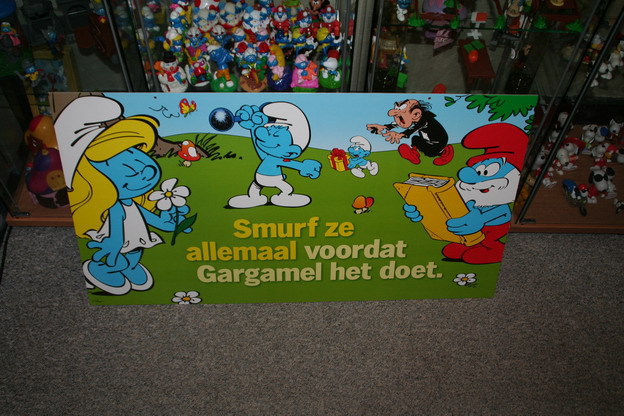 Smurf ze
allemaal voordat
Gargamel het doet.